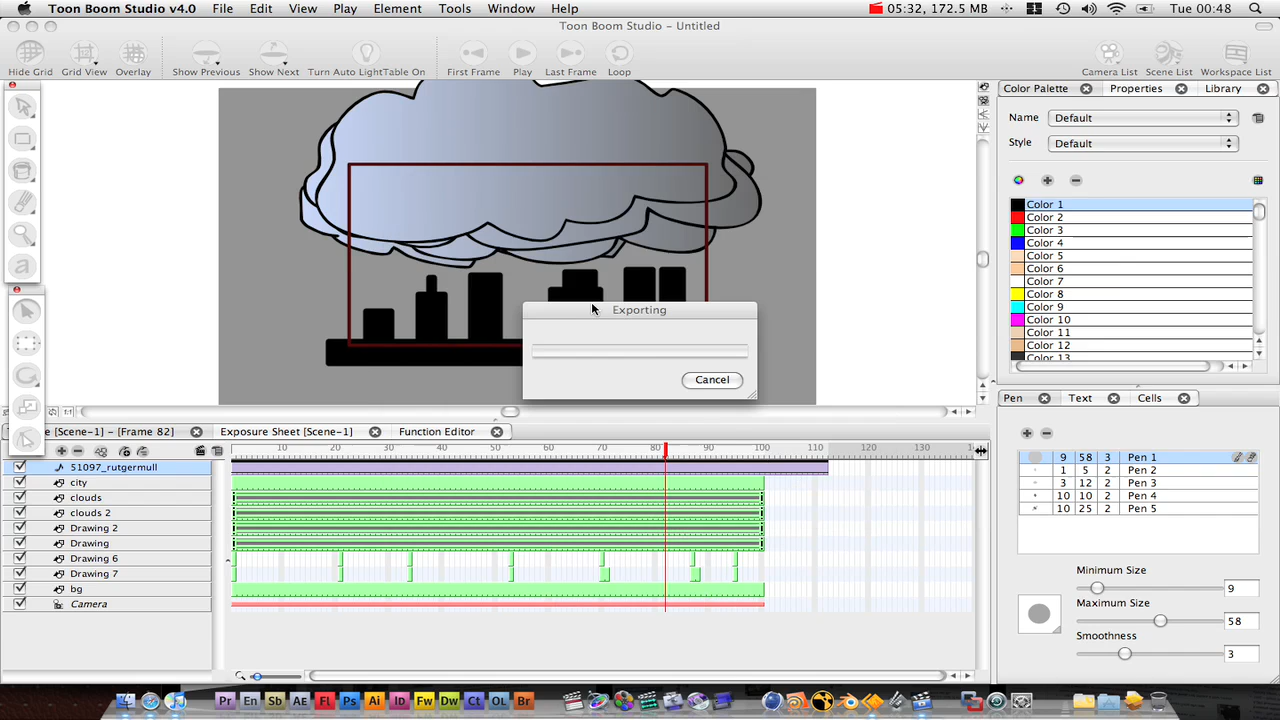 Toon Boom Studio v4.0 File Edit View Play Element Tools Window Help 05:32, 172.5 MB Tue 00:48
Toon Boom Studio - Untitled
Hide Grid Grid View Overlay Show Previous Show Next Turn Auto LightTable On First Frame Play Last Frame Loop Camera List Scene List Workspace List
Color Palette Properties Library
Name Default
Style Default
Color 1
Color 2
Color 3
Color 4
Color 5
Color 6
Color 7
Color 8
Color 9
Color 10
Color 11
Color 12
Color 13
a
Exporting
Cancel
1:1
Pen Text Cells
[Scene-1] - [Frame 82] Exposure Sheet [Scene-1] Function Editor
10 20 30 40 50 60 70 80 90 100 110 120 130
9 58 3 Pen 1
1 5 2 Pen 2
3 12 2 Pen 3
10 10 2 Pen 4
10 25 2 Pen 5
51097_rutgermull
city
clouds
clouds 2
Drawing 2
Drawing
Drawing 6
Drawing 7
bg
Camera
Minimum Size
9
Maximum Size
58
Smoothness
3
Pr En Sb AE Fl Ps Ai Id Fw Dw Ct OL Br